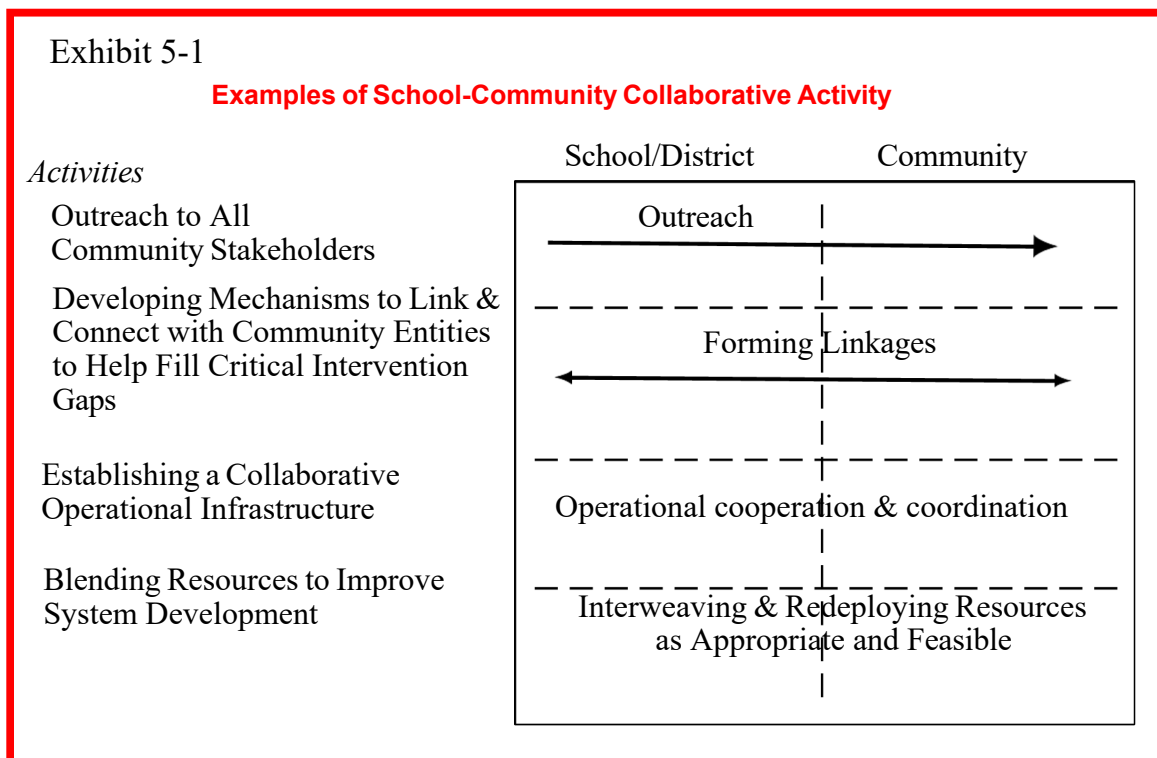 Exhibit 5-1
Examples of School-Community Collaborative Activity
School/District
Community
Activities
Outreach to All
Community Stakeholders
Outreach
Developing Mechanisms to Link &
Connect with Community Entities
to Help Fill Critical Intervention
Gaps
Forming Linkages
Establishing a Collaborative
Operational Infrastructure
Operational cooperation & coordination
Blending Resources to Improve
System Development
Interweaving & Redeploying Resources
as Appropriate and Feasible